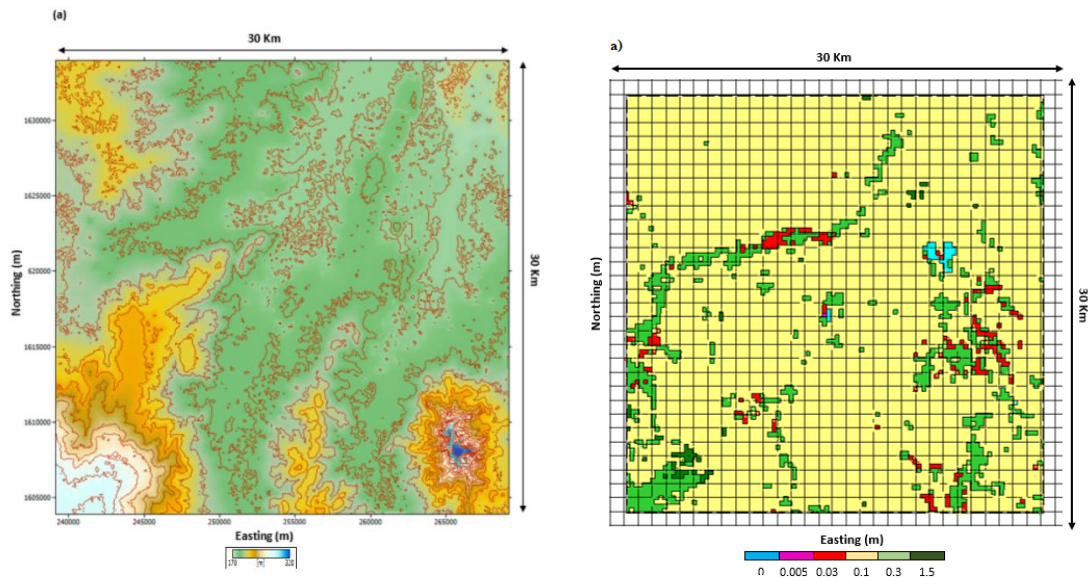 (a)
30 Km
1630000
1625000
620000
1615000
1610000
1605000
Northing (m)
30 Km
240000 245000 250000 255000 260000 265000
Easting (m)
170 [m] 320
a)
30 Km
Northing (m)
30 Km
Easting (m)
0 0.005 0.03 0.1 0.3 1.5